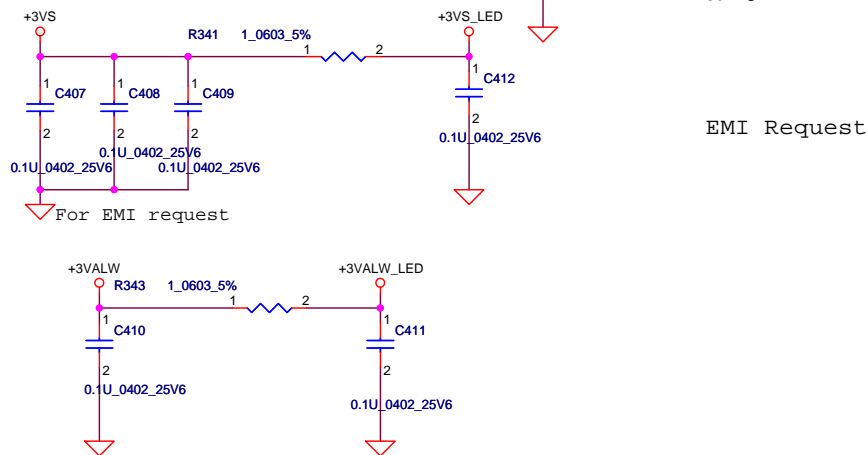 +3VS
+3VS_LED
R341 1_0603_5%
1 2
1 C407
1 C408
1 C409
1 C412
2
2
2
2
0.1U_0402_25V6
0.1U_0402_25V6
0.1U_0402_25V6
0.1U_0402_25V6
EMI Request
For EMI request
+3VALW
+3VALW_LED
R343 1_0603_5%
1 2
1 C410
1 C411
2
2
0.1U_0402_25V6
0.1U_0402_25V6